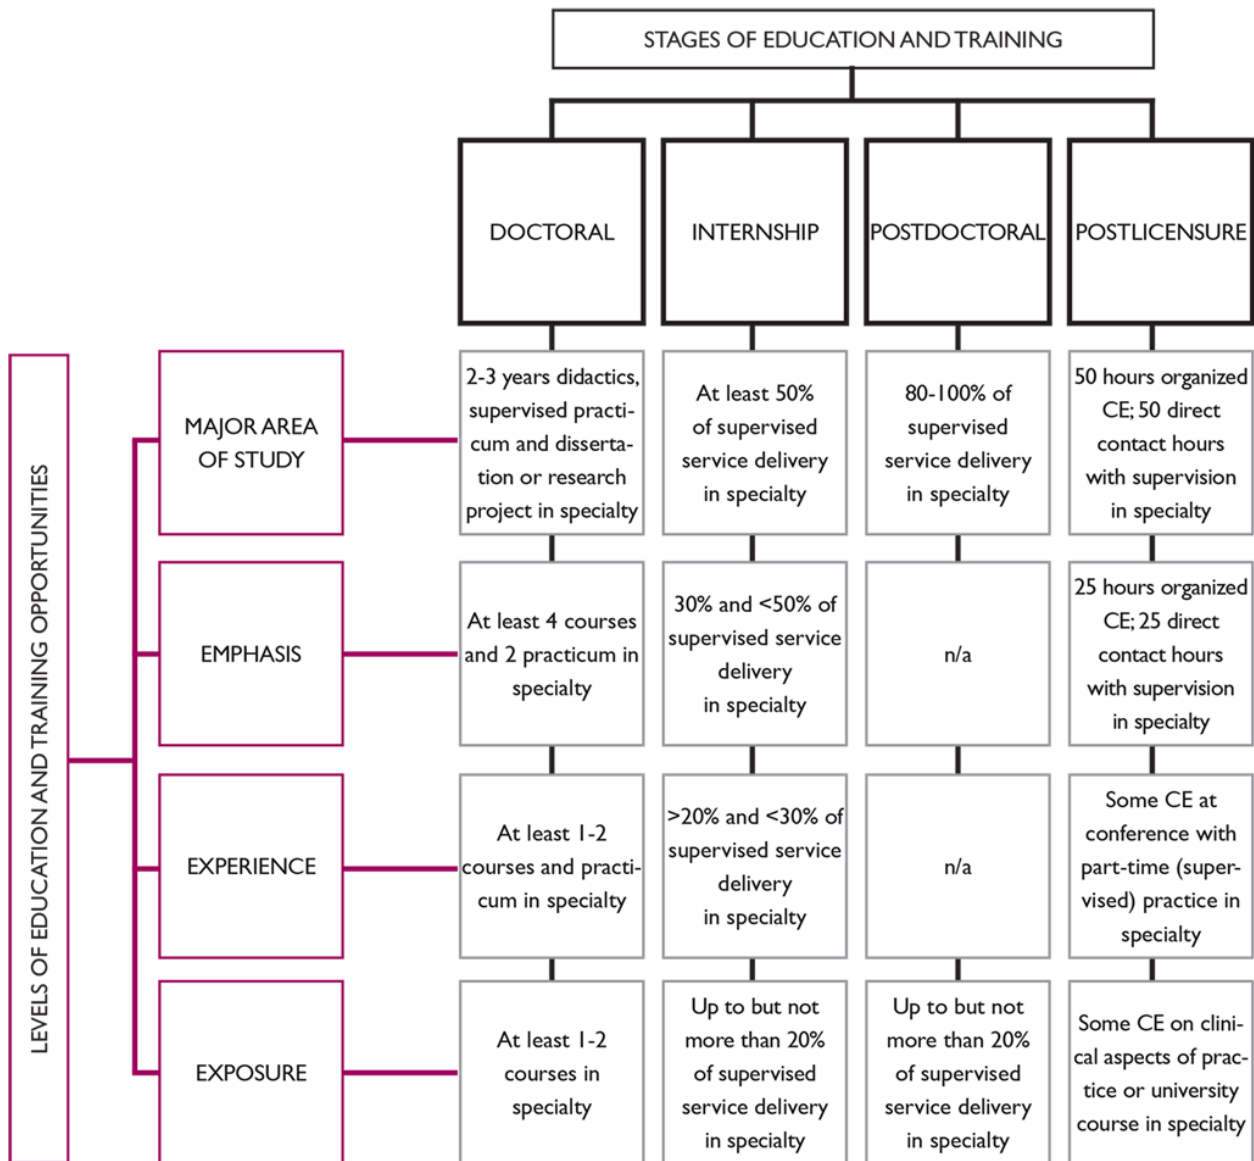 STAGES OF EDUCATION AND TRAINING
DOCTORAL
INTERNSHIP
POSTDOCTORAL
POSTLICENSURE
LEVELS OF EDUCATION AND TRAINING OPPORTUNITIES
MAJOR AREA
OF STUDY
2-3 years didactics,
supervised practi-
cum and disserta-
tion or research
project in specialty
At least 50%
of supervised
service delivery
in specialty
80-100% of
supervised
service delivery
in specialty
50 hours organized
CE; 50 direct
contact hours
with supervision
in specialty
EMPHASIS
At least 4 courses
and 2 practicum in
specialty
30% and <50% of
supervised service
delivery
in specialty
n/a
25 hours organized
CE; 25 direct
contact hours
with supervision
in specialty
EXPERIENCE
At least 1-2
courses and practi-
cum in specialty
>20% and <30% of
supervised service
delivery
in specialty
n/a
Some CE at
conference with
part-time (super-
vised) practice in
specialty
EXPOSURE
At least 1-2
courses in
specialty
Up to but not
more than 20%
of supervised
service delivery
in specialty
Up to but not
more than 20%
of supervised
service delivery
in specialty
Some CE on clini-
cal aspects of prac-
tice or university
course in specialty